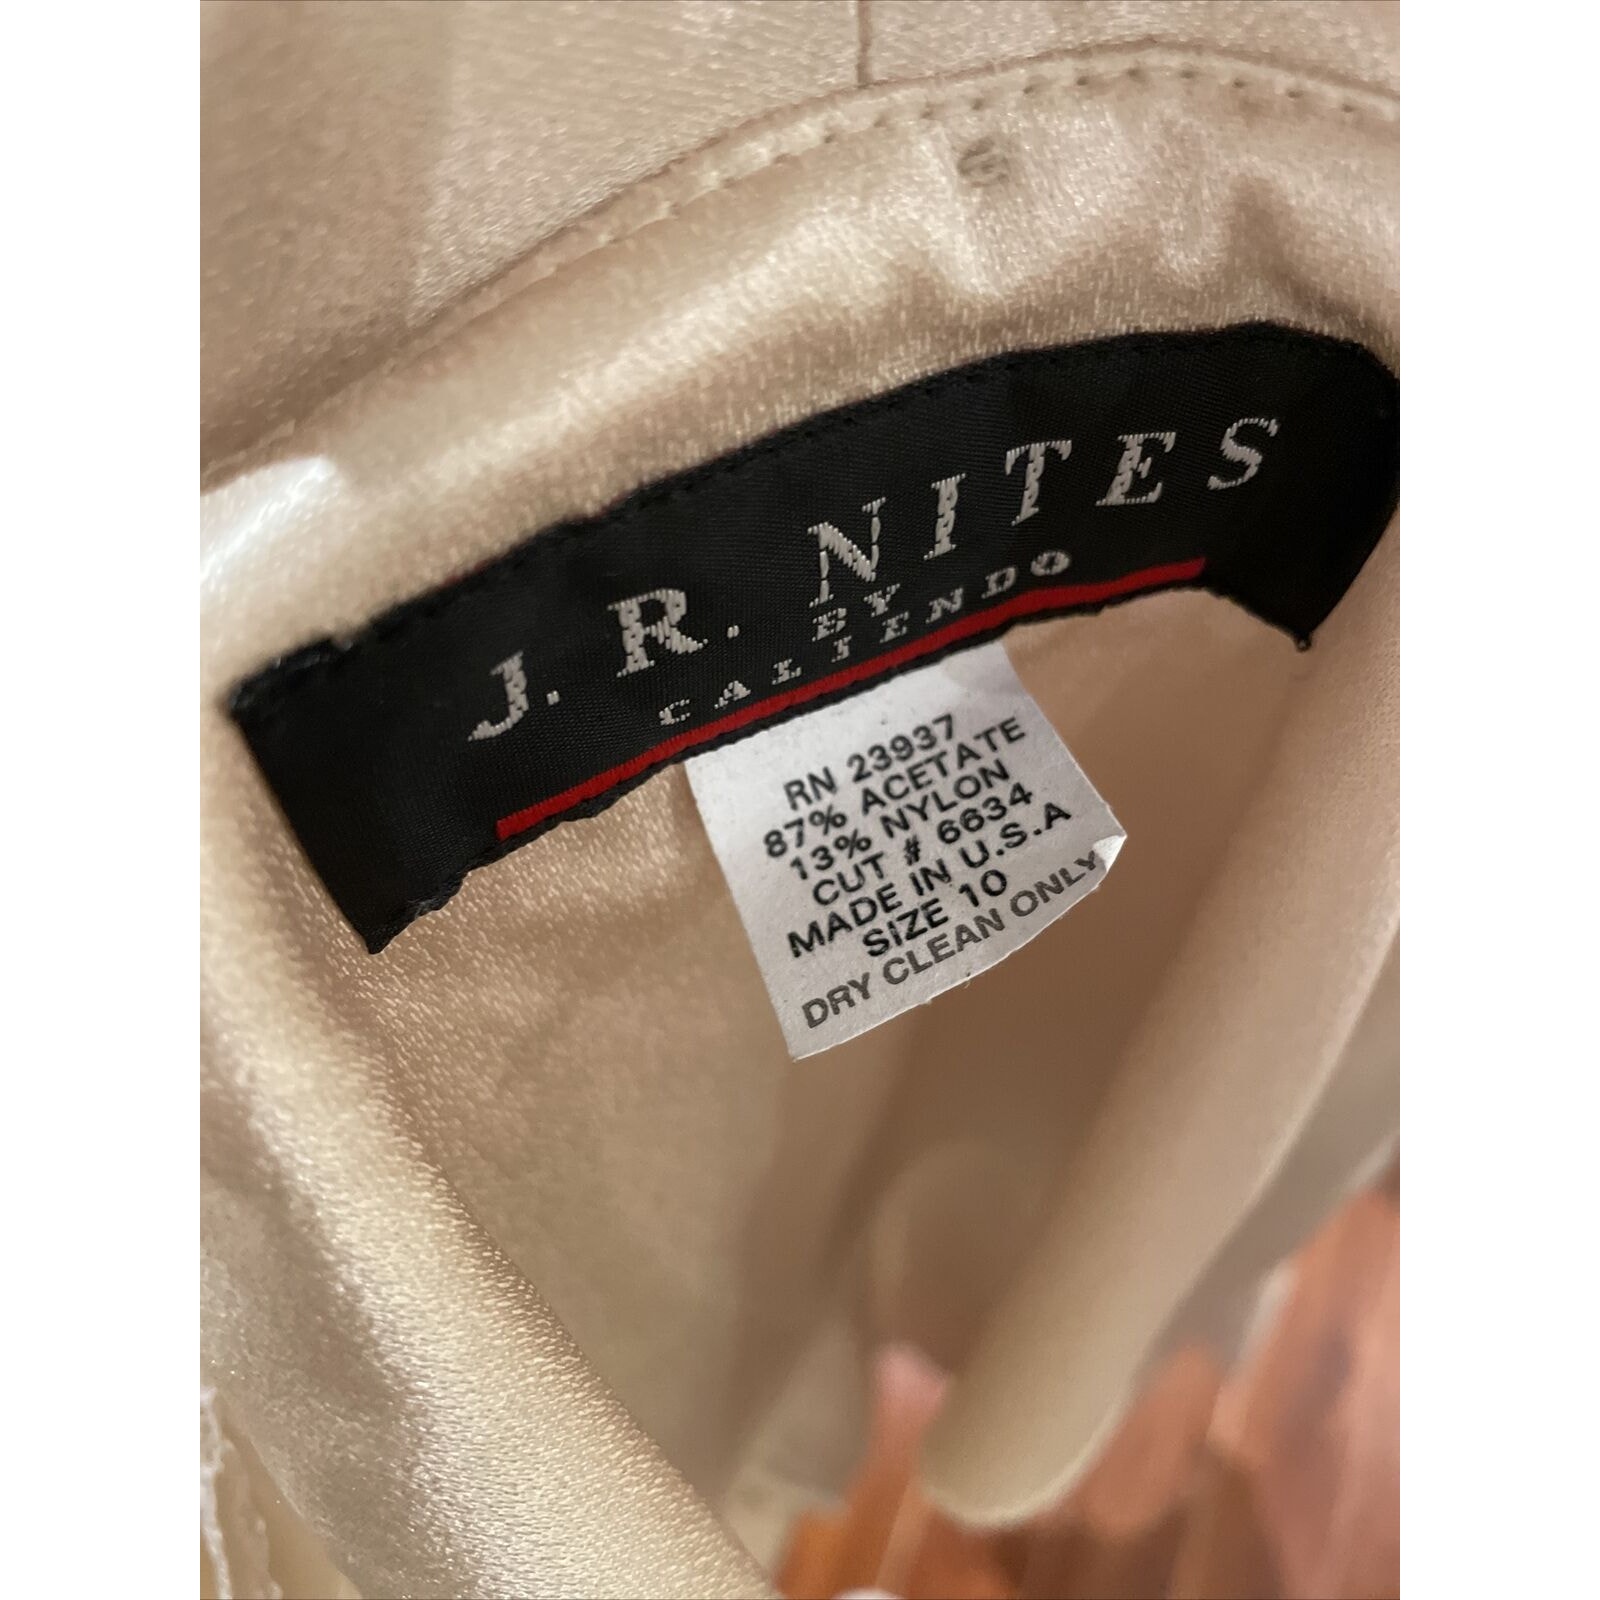 J. R. NITES
BY
CALIENDO
RN 23937
87% ACETATE
13% NYLON
CUT # 6634
MADE IN U.S.A
SIZE 10
DRY CLEAN ONLY